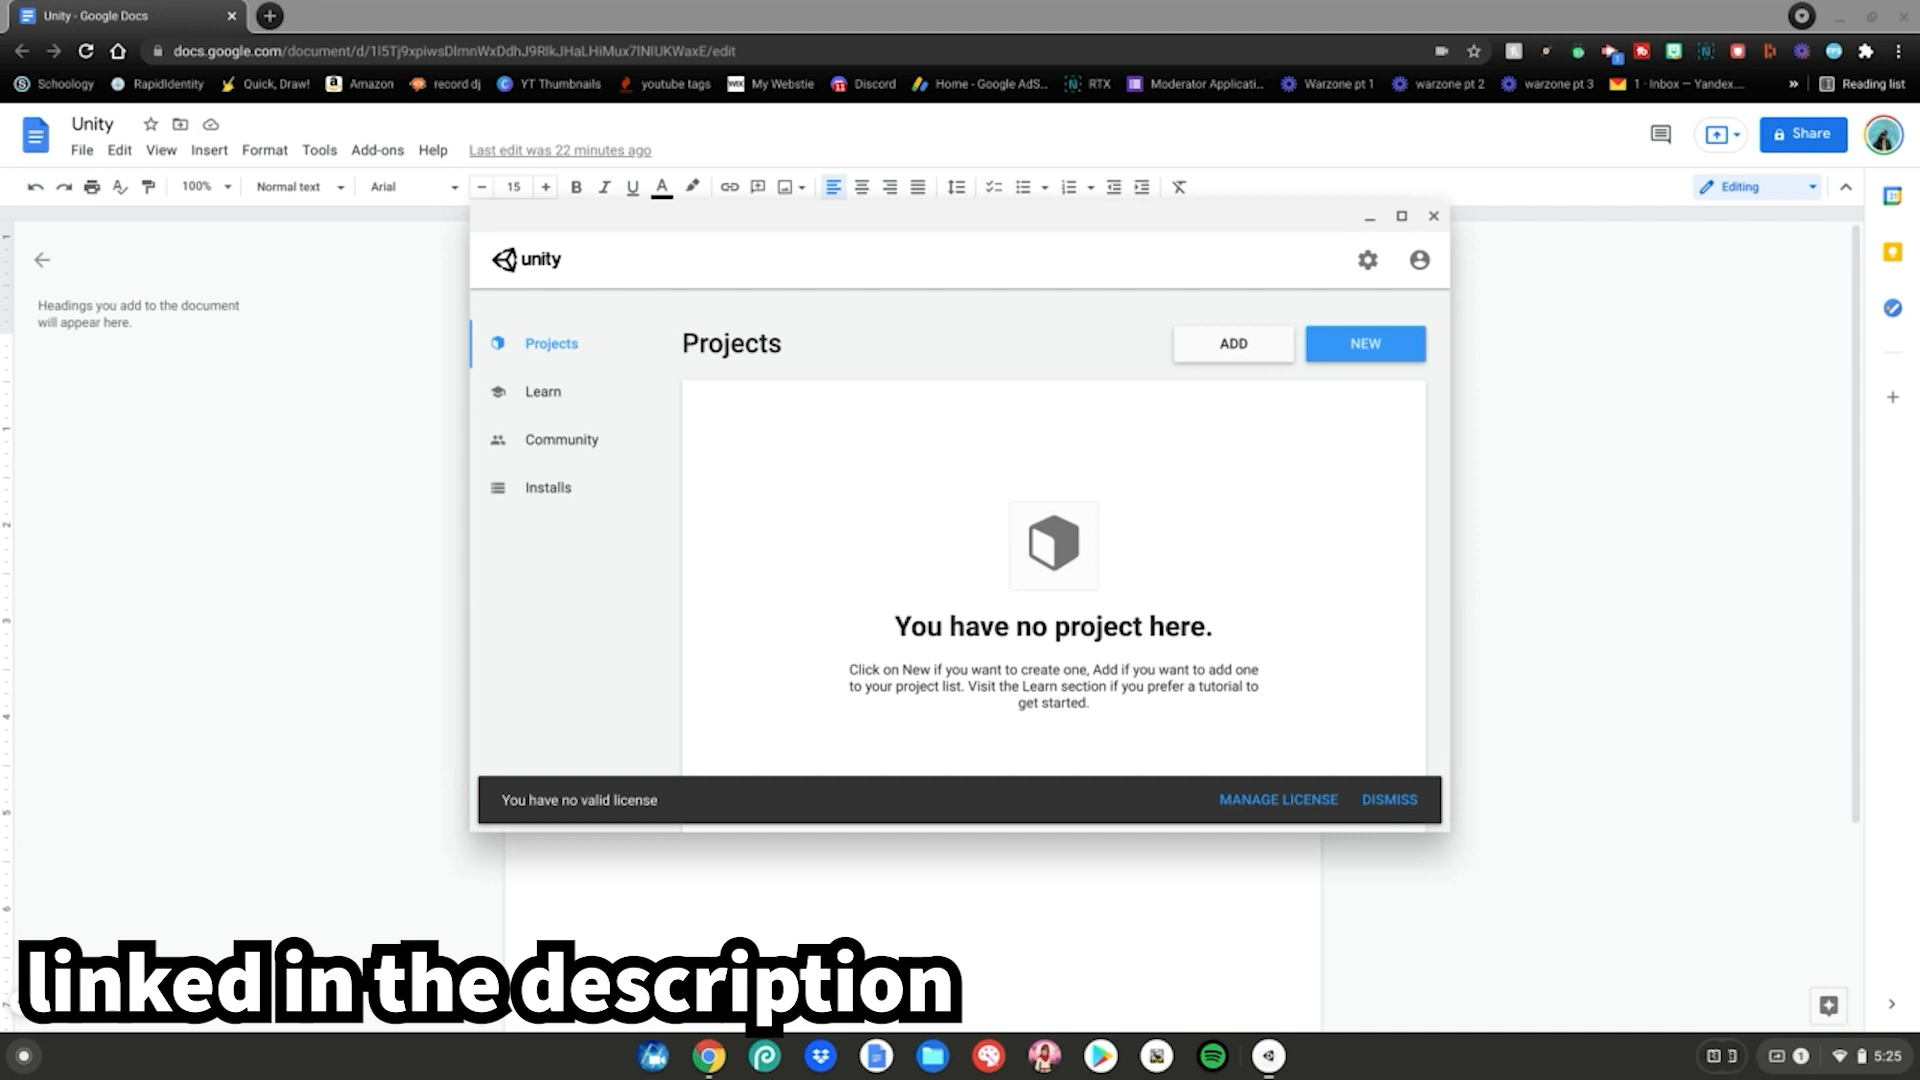 Unity - Google Docs
docs.google.com/document/d/1I5Tj9xpiwsDlmnWxDdhJ9RlkJHaLHiMux7lNIUKWaxE/edit
Schoology RapidIdentity Quick, Draw! Amazon record dj YT Thumbnails youtube tags My Webstie Discord Home - Google AdS... RTX Moderator Applicati... Warzone pt 1 warzone pt 2 warzone pt 3 1 · Inbox — Yandex.... » Reading list
Unity
Share
File Edit View Insert Format Tools Add-ons Help Last edit was 22 minutes ago
100% Normal text Arial 15 B I U A Editing
unity
Headings you add to the document
will appear here.
Projects
Learn
Community
Installs
Projects
ADD
NEW
You have no project here.
Click on New if you want to create one, Add if you want to add one
to your project list. Visit the Learn section if you prefer a tutorial to
get started.
You have no valid license MANAGE LICENSE DISMISS
linked in the description
1 5:25